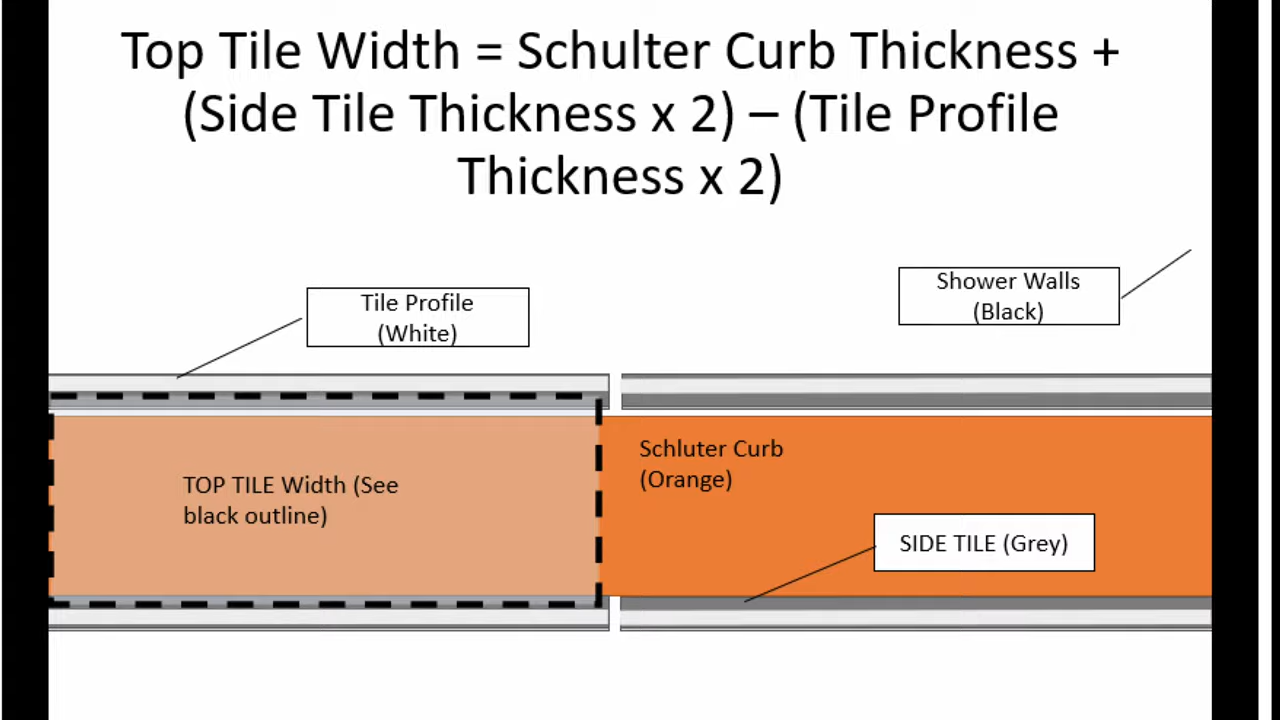 Top Tile Width = Schulter Curb Thickness +
(Side Tile Thickness x 2) – (Tile Profile
Thickness x 2)
Shower Walls
(Black)
Tile Profile
(White)
Schluter Curb
(Orange)
TOP TILE Width (See
black outline)
SIDE TILE (Grey)